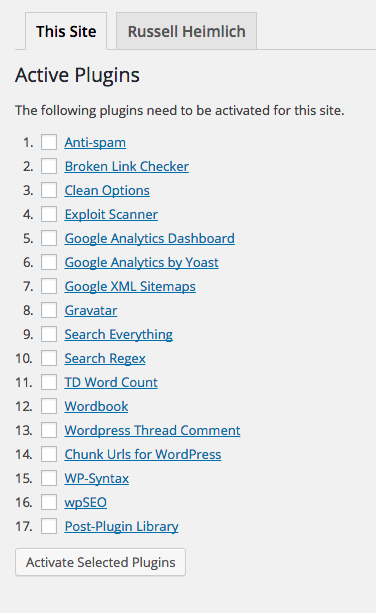 This Site
Russell Heimlich
Active Plugins
The following plugins need to be activated for this site.
1. Anti-spam
2. Broken Link Checker
3. Clean Options
4. Exploit Scanner
5. Google Analytics Dashboard
6. Google Analytics by Yoast
7. Google XML Sitemaps
8. Gravatar
9. Search Everything
10. Search Regex
11. TD Word Count
12. Wordbook
13. Wordpress Thread Comment
14. Chunk Urls for WordPress
15. WP-Syntax
16. wpSEO
17. Post-Plugin Library
Activate Selected Plugins